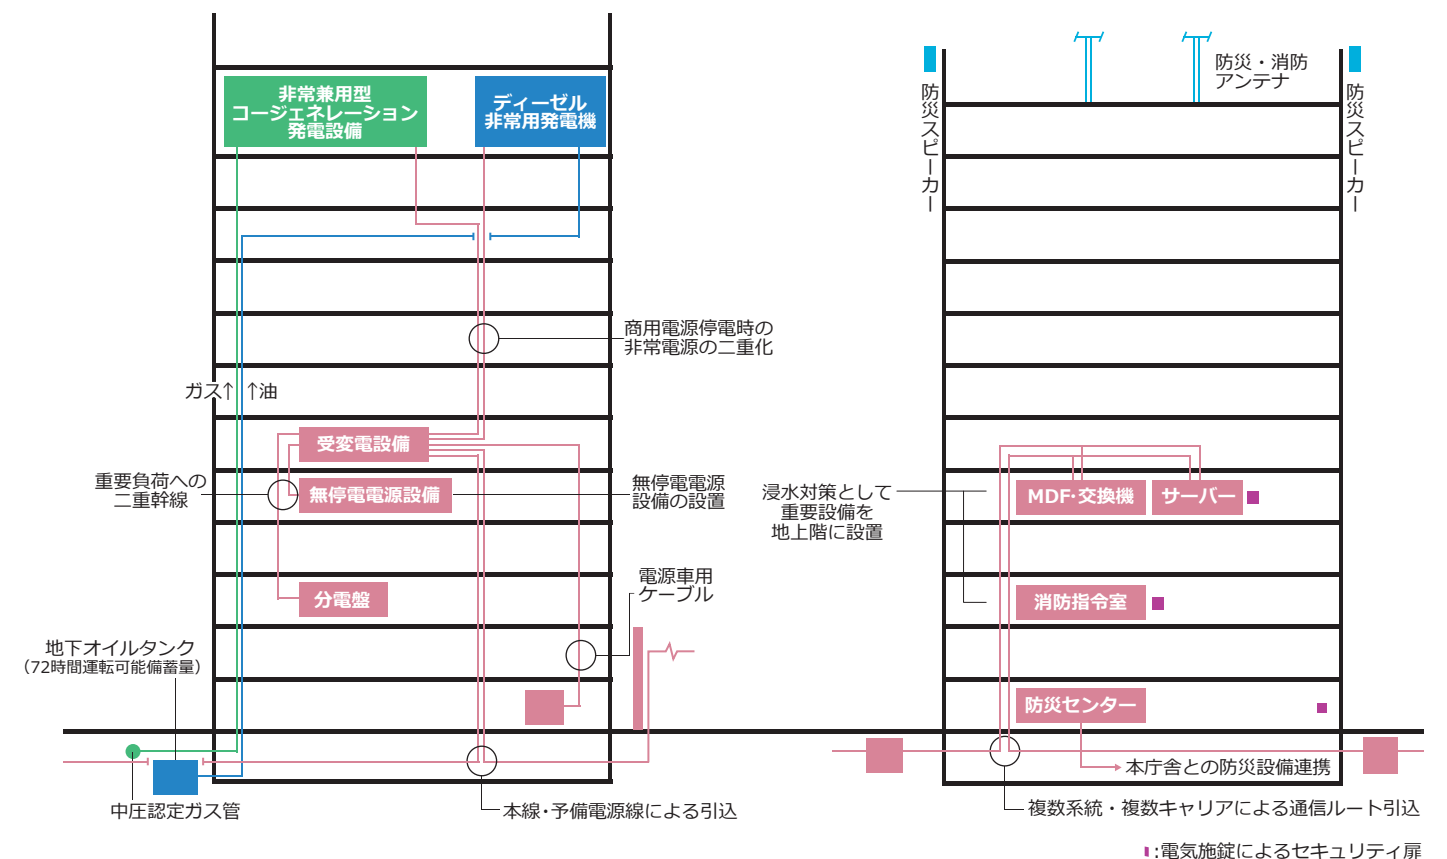 非常兼用型
コージェネレーション
発電設備
ディーゼル
非常用発電機
商用電源停電時の
非常電源の二重化
ガス↑
↑油
受変電設備
重要負荷への
二重幹線
無停電電源設備
無停電電源
設備の設置
電源車用
ケーブル
分電盤
地下オイルタンク
（72時間運転可能備蓄量）
中圧認定ガス管
本線・予備電源線による引込
防災スピーカー
防災・消防
アンテナ
防災スピーカー
浸水対策として
重要設備を
地上階に設置
MDF・交換機
サーバー
消防指令室
防災センター
本庁舎との防災設備連携
複数系統・複数キャリアによる通信ルート引込
:電気施錠によるセキュリティ扉